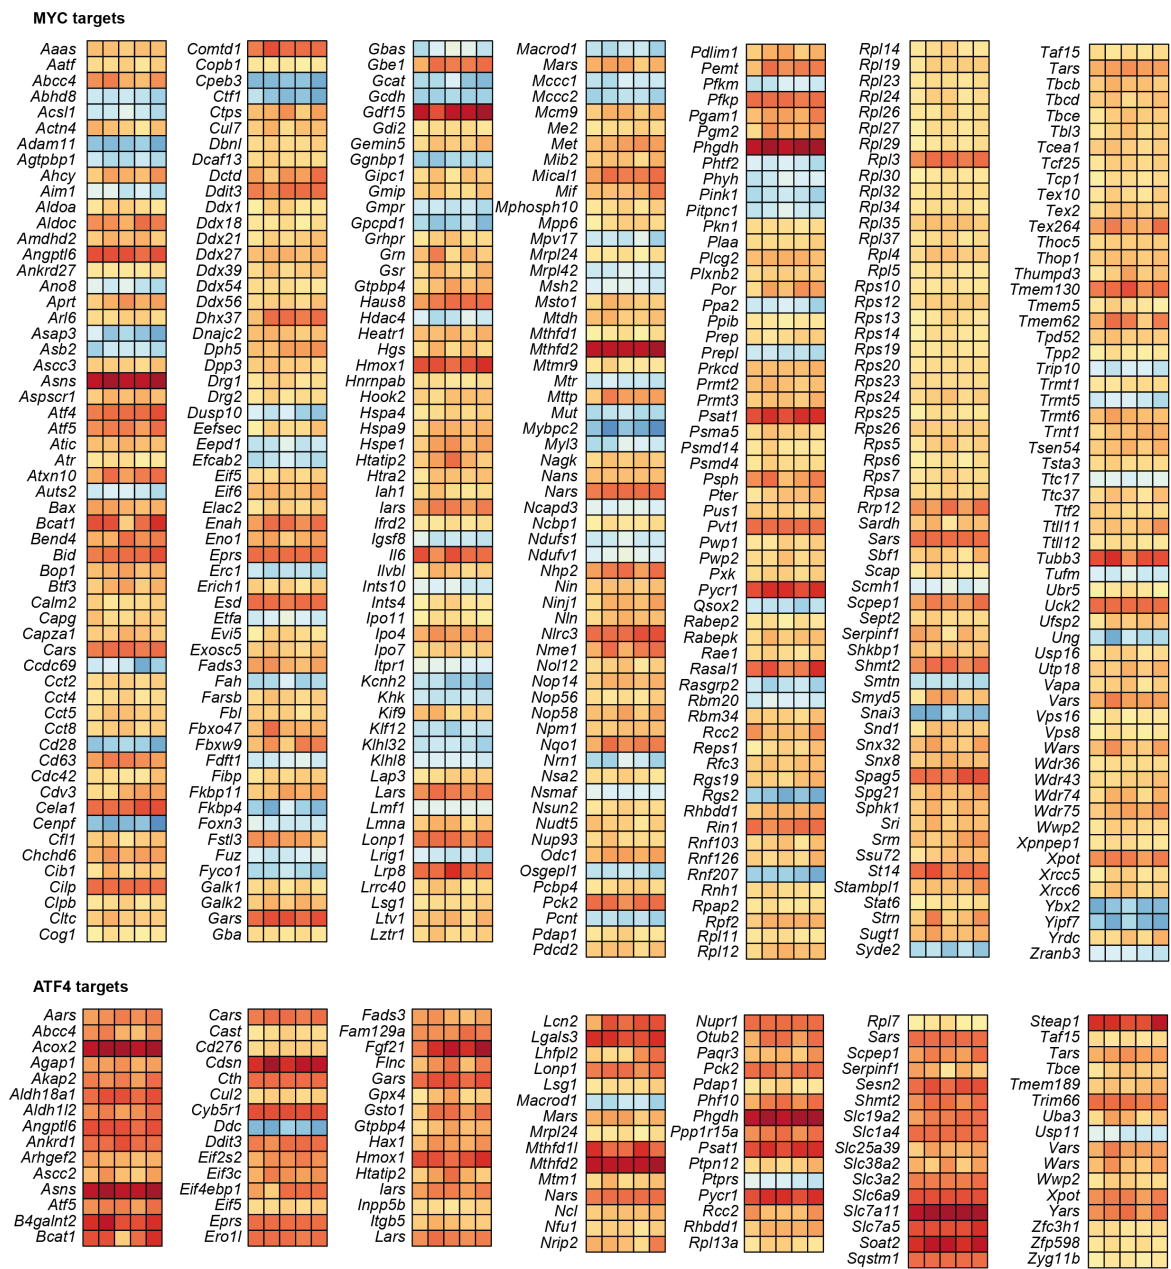 MYC targets
Aaas
Aatf
Abcc4
Abhd8
Acsl1
Actn4
Adam11
Agtpbp1
Ahcy
Aim1
Aldoa
Aldoc
Amdhd2
Angptl6
Ankrd27
Ano8
Aprt
Arl6
Asap3
Asb2
Ascc3
Asns
Aspscr1
Atf4
Atf5
Atic
Atr
Atxn10
Auts2
Bax
Bcat1
Bend4
Bid
Bop1
Btf3
Calm2
Capg
Capza1
Cars
Ccdc69
Cct2
Cct4
Cct5
Cct8
Cd28
Cd63
Cdc42
Cdv3
Cela1
Cenpf
Cfl1
Chchd6
Cib1
Cilp
Clpb
Cltc
Cog1
Comtd1
Copb1
Cpeb3
Ctf1
Ctps
Cul7
Dbnl
Dcaf13
Dctd
Ddit3
Ddx1
Ddx18
Ddx21
Ddx27
Ddx39
Ddx54
Ddx56
Dhx37
Dnajc2
Dph5
Dpp3
Drg1
Drg2
Dusp10
Eefsec
Eepd1
Efcab2
Eif5
Eif6
Elac2
Enah
Eno1
Eprs
Erc1
Erich1
Esd
Etfa
Evi5
Exosc5
Fads3
Fah
Farsb
Fbl
Fbxo47
Fbxw9
Fdft1
Fibp
Fkbp11
Fkbp4
Foxn3
Fstl3
Fuz
Fyco1
Galk1
Galk2
Gars
Gba
Gbas
Gbe1
Gcat
Gcdh
Gdf15
Gdi2
Gemin5
Ggnbp1
Gipc1
Gmip
Gmpr
Gpcpd1
Grhpr
Grn
Gsr
Gtpbp4
Haus8
Hdac4
Heatr1
Hgs
Hmox1
Hnrnpab
Hook2
Hspa4
Hspa9
Hspe1
Htatip2
Htra2
Iah1
Iars
Ifrd2
Igsf8
Il6
Ilvbl
Ints10
Ints4
Ipo11
Ipo4
Ipo7
Itpr1
Kcnh2
Khk
Kif9
Klf12
Klhl32
Klhl8
Lap3
Lars
Lmf1
Lmna
Lonp1
Lrig1
Lrp8
Lrrc40
Lsg1
Ltv1
Lztr1
Macrod1
Mars
Mccc1
Mccc2
Mcm9
Me2
Met
Mib2
Mical1
Mif
Mphosph10
Mpp6
Mpv17
Mrpl24
Mrpl42
Msh2
Msto1
Mtdh
Mthfd1
Mthfd2
Mtmr9
Mtr
Mttp
Mut
Mybpc2
Myl3
Nagk
Nans
Nars
Ncapd3
Ncbp1
Ndufs1
Ndufv1
Nhp2
Nin
Ninj1
Nln
Nlrc3
Nme1
Nol12
Nop14
Nop56
Nop58
Npm1
Nqo1
Nrn1
Nsa2
Nsmaf
Nsun2
Nudt5
Nup93
Odc1
Osgepl1
Pcbp4
Pck2
Pcnt
Pdap1
Pdcd2
Pdlim1
Pemt
Pfkm
Pfkp
Pgam1
Pgm2
Phgdh
Phtf2
Phyh
Pink1
Pitpnc1
Pkn1
Plaa
Plcg2
Plxnb2
Por
Ppa2
Ppib
Prep
Prepl
Prkcd
Prmt2
Prmt3
Psat1
Psma5
Psmd14
Psmd4
Psph
Pter
Pus1
Pvt1
Pwp1
Pwp2
Pxk
Pycr1
Qsox2
Rabep2
Rabepk
Rae1
Rasal1
Rasgrp2
Rbm20
Rbm34
Rcc2
Reps1
Rfc3
Rgs19
Rgs2
Rhbdd1
Rin1
Rnf103
Rnf126
Rnf207
Rnh1
Rpap2
Rpf2
Rpl11
Rpl12
Rpl14
Rpl19
Rpl23
Rpl24
Rpl26
Rpl27
Rpl29
Rpl3
Rpl30
Rpl32
Rpl34
Rpl35
Rpl37
Rpl4
Rpl5
Rps10
Rps12
Rps13
Rps14
Rps19
Rps20
Rps23
Rps24
Rps25
Rps26
Rps5
Rps6
Rps7
Rpsa
Rrp12
Sardh
Sars
Sbf1
Scap
Scmh1
Scpep1
Sept2
Serpinf1
Shkbp1
Shmt2
Smtn
Smyd5
Snai3
Snd1
Snx32
Snx8
Spag5
Spg21
Sphk1
Sri
Srm
Ssu72
St14
Stambpl1
Stat6
Strn
Sugt1
Syde2
Taf15
Tars
Tbcb
Tbcd
Tbce
Tbl3
Tcea1
Tcf25
Tcp1
Tex10
Tex2
Tex264
Thoc5
Thop1
Thumpd3
Tmem130
Tmem5
Tmem62
Tpd52
Tpp2
Trip10
Trmt1
Trmt5
Trmt6
Trnt1
Tsen54
Tsta3
Ttc17
Ttc37
Ttf2
Ttll11
Ttll12
Tubb3
Tufm
Ubr5
Uck2
Ufsp2
Ung
Usp16
Utp18
Vapa
Vars
Vps16
Vps8
Wars
Wdr36
Wdr43
Wdr74
Wdr75
Wwp2
Xpnpep1
Xpot
Xrcc5
Xrcc6
Ybx2
Yipf7
Yrdc
Zranb3
ATF4 targets
Aars
Abcc4
Acox2
Agap1
Akap2
Aldh18a1
Aldh1l2
Angptl6
Ankrd1
Arhgef2
Ascc2
Asns
Atf5
B4galnt2
Bcat1
Cars
Cast
Cd276
Cdsn
Cth
Cul2
Cyb5r1
Ddc
Ddit3
Eif2s2
Eif3c
Eif4ebp1
Eif5
Eprs
Ero1l
Fads3
Fam129a
Fgf21
Flnc
Gars
Gpx4
Gsto1
Gtpbp4
Hax1
Hmox1
Htatip2
Iars
Inpp5b
Itgb5
Lars
Lcn2
Lgals3
Lhfpl2
Lonp1
Lsg1
Macrod1
Mars
Mrpl24
Mthfd1l
Mthfd2
Mtm1
Nars
Ncl
Nfu1
Nrip2
Nupr1
Otub2
Paqr3
Pck2
Pdap1
Phf10
Phgdh
Ppp1r15a
Psat1
Ptpn12
Ptprs
Pycr1
Rcc2
Rhbdd1
Rpl13a
Rpl7
Sars
Scpep1
Serpinf1
Sesn2
Shmt2
Slc19a2
Slc1a4
Slc25a39
Slc38a2
Slc3a2
Slc6a9
Slc7a11
Slc7a5
Soat2
Sqstm1
Steap1
Taf15
Tars
Tbce
Tmem189
Trim66
Uba3
Usp11
Vars
Wars
Wwp2
Xpot
Yars
Zfc3h1
Zfp598
Zyg11b